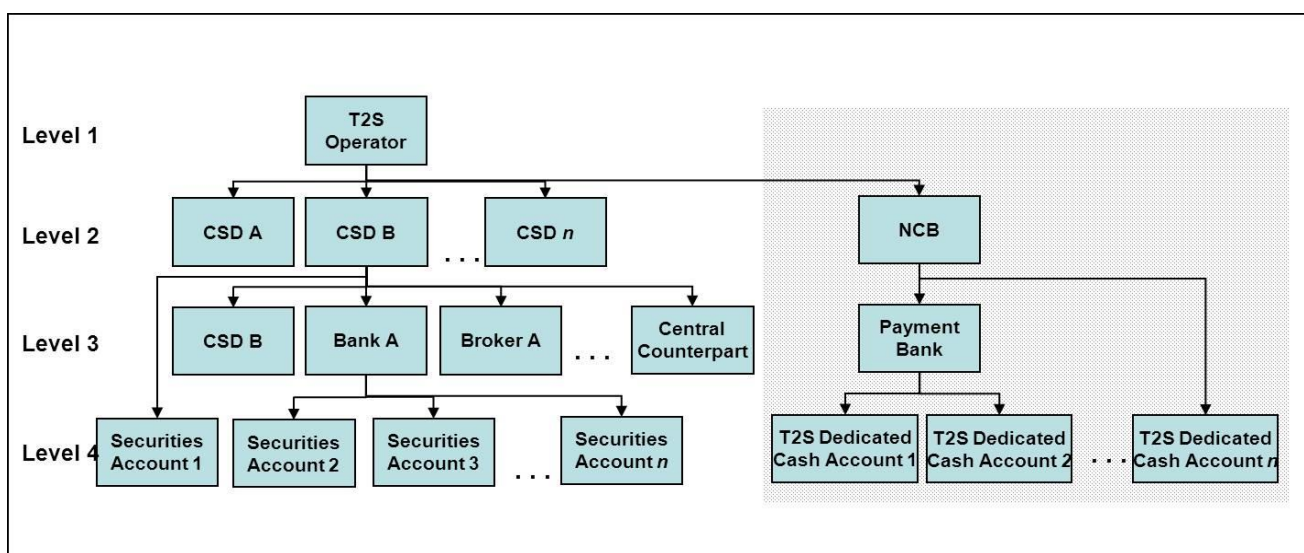 Level 1
T2S
Operator
Level 2
CSD A
CSD B
. . .
CSD n
NCB
Level 3
CSD B
Bank A
Broker A
. . .
Central
Counterpart
Payment
Bank
Level 4
Securities
Account 1
Securities
Account 2
Securities
Account 3
. . .
Securities
Account n
T2S Dedicated
Cash Account 1
T2S Dedicated
Cash Account 2
. . .
T2S Dedicated
Cash Account n